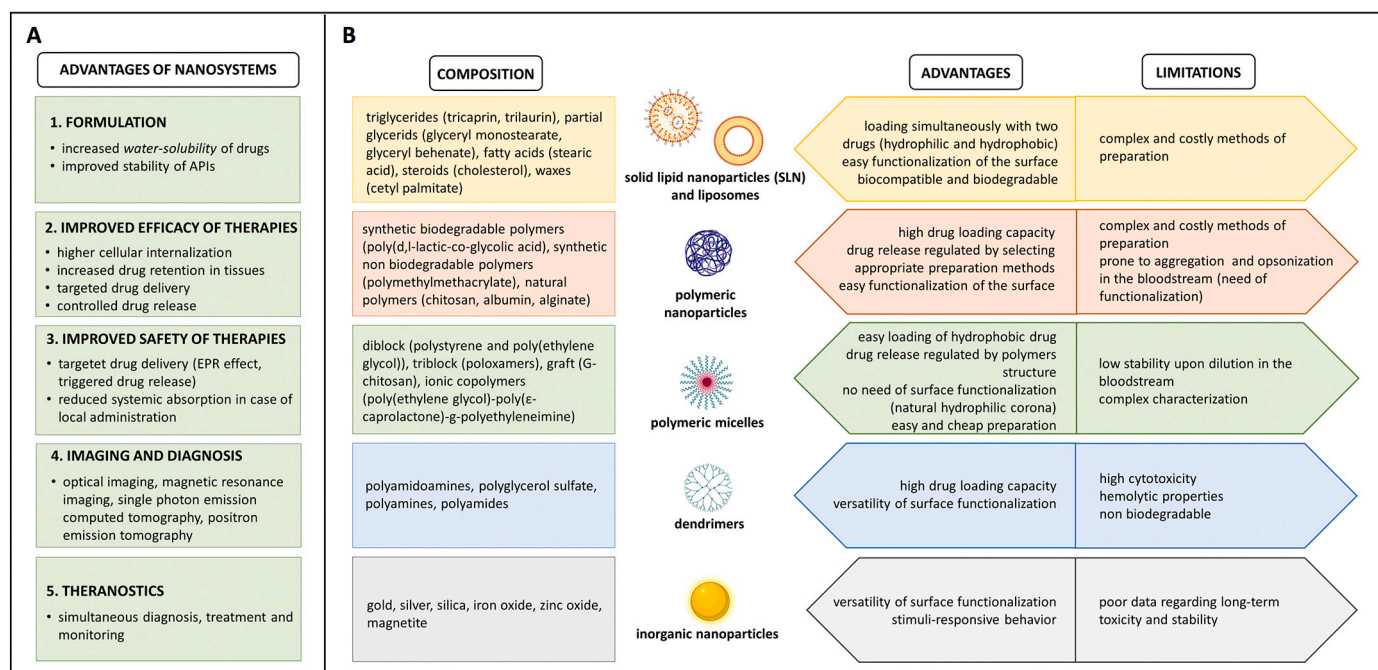 A
ADVANTAGES OF NANOSYSTEMS
1. FORMULATION
• increased water-solubility of drugs
• improved stability of APIs
2. IMPROVED EFFICACY OF THERAPIES
• higher cellular internalization
• increased drug retention in tissues
• targeted drug delivery
• controlled drug release
3. IMPROVED SAFETY OF THERAPIES
• targetet drug delivery (EPR effect,
triggered drug release)
• reduced systemic absorption in case of
local administration
4. IMAGING AND DIAGNOSIS
• optical imaging, magnetic resonance
imaging, single photon emission
computed tomography, positron
emission tomography
5. THERANOSTICS
• simultaneous diagnosis, treatment and
monitoring
B
COMPOSITION
ADVANTAGES
LIMITATIONS
triglycerides (tricaprin, trilaurin), partial
glycerids (glyceryl monostearate,
glyceryl behenate), fatty acids (stearic
acid), steroids (cholesterol), waxes
(cetyl palmitate)
solid lipid nanoparticles (SLN)
and liposomes
loading simultaneously with two
drugs (hydrophilic and hydrophobic)
easy functionalization of the surface
biocompatible and biodegradable
complex and costly methods of
preparation
synthetic biodegradable polymers
(poly(d,l-lactic-co-glycolic acid), synthetic
non biodegradable polymers
(polymethylmethacrylate), natural
polymers (chitosan, albumin, alginate)
polymeric
nanoparticles
high drug loading capacity
drug release regulated by selecting
appropriate preparation methods
easy functionalization of the surface
complex and costly methods of
preparation
prone to aggregation and opsonization
in the bloodstream (need of
functionalization)
diblock (polystyrene and poly(ethylene
glycol)), triblock (poloxamers), graft (G-
chitosan), ionic copolymers
(poly(ethylene glycol)-poly(ε-
caprolactone)-g-polyethyleneimine)
polymeric micelles
easy loading of hydrophobic drug
drug release regulated by polymers
structure
no need of surface functionalization
(natural hydrophilic corona)
easy and cheap preparation
low stability upon dilution in the
bloodstream
complex characterization
polyamidoamines, polyglycerol sulfate,
polyamines, polyamides
dendrimers
high drug loading capacity
versatility of surface functionalization
high cytotoxicity
hemolytic properties
non biodegradable
gold, silver, silica, iron oxide, zinc oxide,
magnetite
inorganic nanoparticles
versatility of surface functionalization
stimuli-responsive behavior
poor data regarding long-term
toxicity and stability